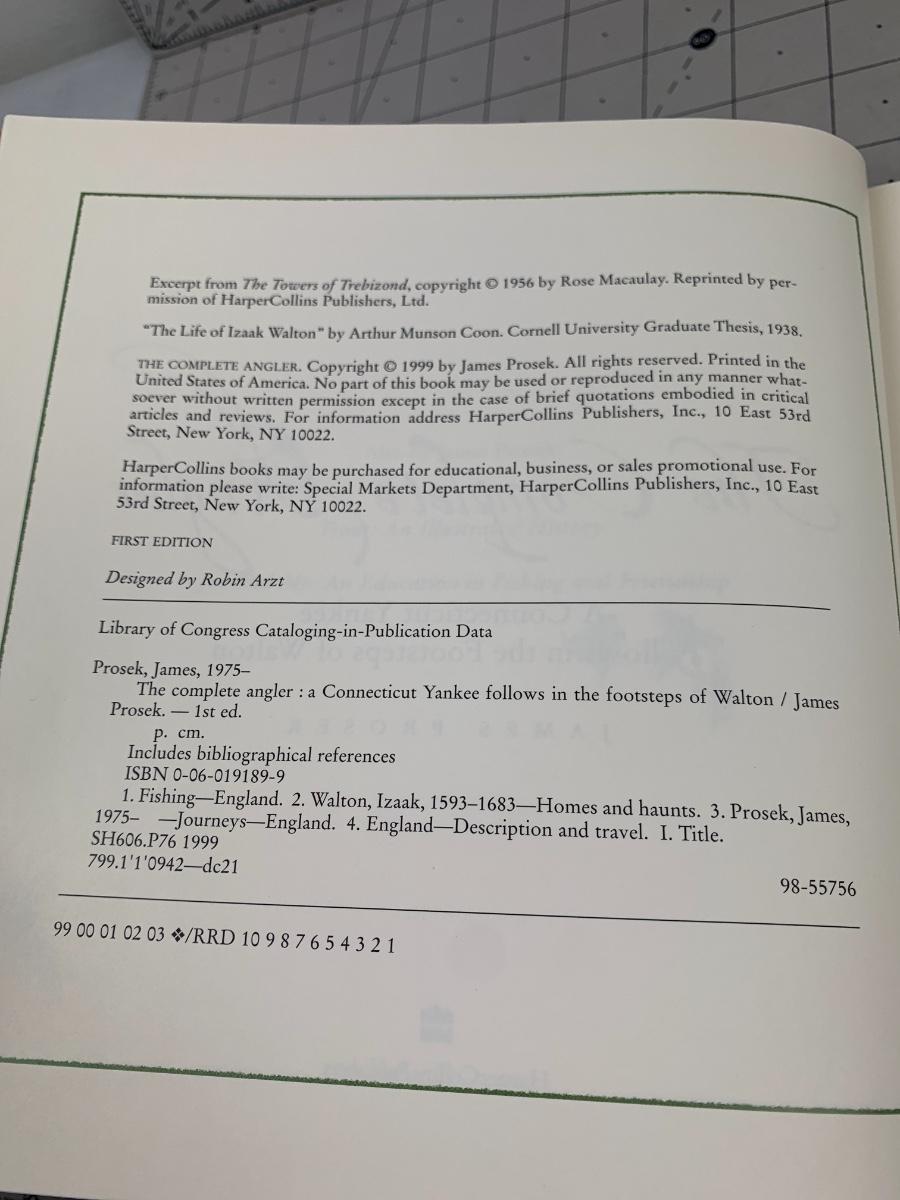 Excerpt from The Towers of Trebizond, copyright © 1956 by Rose Macaulay. Reprinted by per-
mission of HarperCollins Publishers, Ltd.
"The Life of Izaak Walton" by Arthur Munson Coon. Cornell University Graduate Thesis, 1938.
THE COMPLETE ANGLER. Copyright © 1999 by James Prosek. All rights reserved. Printed in the
United States of America. No part of this book may be used or reproduced in any manner what-
soever without written permission except in the case of brief quotations embodied in critical
articles and reviews. For information address HarperCollins Publishers, Inc., 10 East 53rd
Street, New York, NY 10022.
HarperCollins books may be purchased for educational, business, or sales promotional use. For
information please write: Special Markets Department, HarperCollins Publishers, Inc., 10 East
53rd Street, New York, NY 10022.
FIRST EDITION
Designed by Robin Arzt
Library of Congress Cataloging-in-Publication Data
Prosek, James, 1975–
The complete angler : a Connecticut Yankee follows in the footsteps of Walton / James
Prosek. — 1st ed.
p. cm.
Includes bibliographical references
ISBN 0-06-019189-9
1. Fishing—England. 2. Walton, Izaak, 1593–1683—Homes and haunts. 3. Prosek, James,
1975– —Journeys—England. 4. England—Description and travel. I. Title.
SH606.P76 1999
799.1'1'0942—dc21
98-55756
99 00 01 02 03 ❖/RRD 10 9 8 7 6 5 4 3 2 1